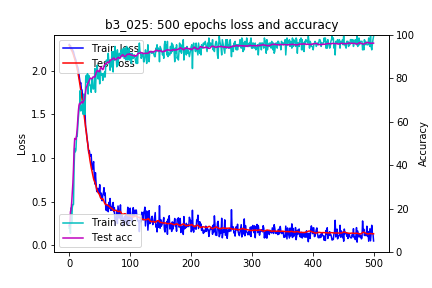 b3_025: 500 epochs loss and accuracy
Train loss
Test loss
Train acc
Test acc
Loss
Accuracy
0.0
0.5
1.0
1.5
2.0
0
20
40
60
80
100
0
100
200
300
400
500